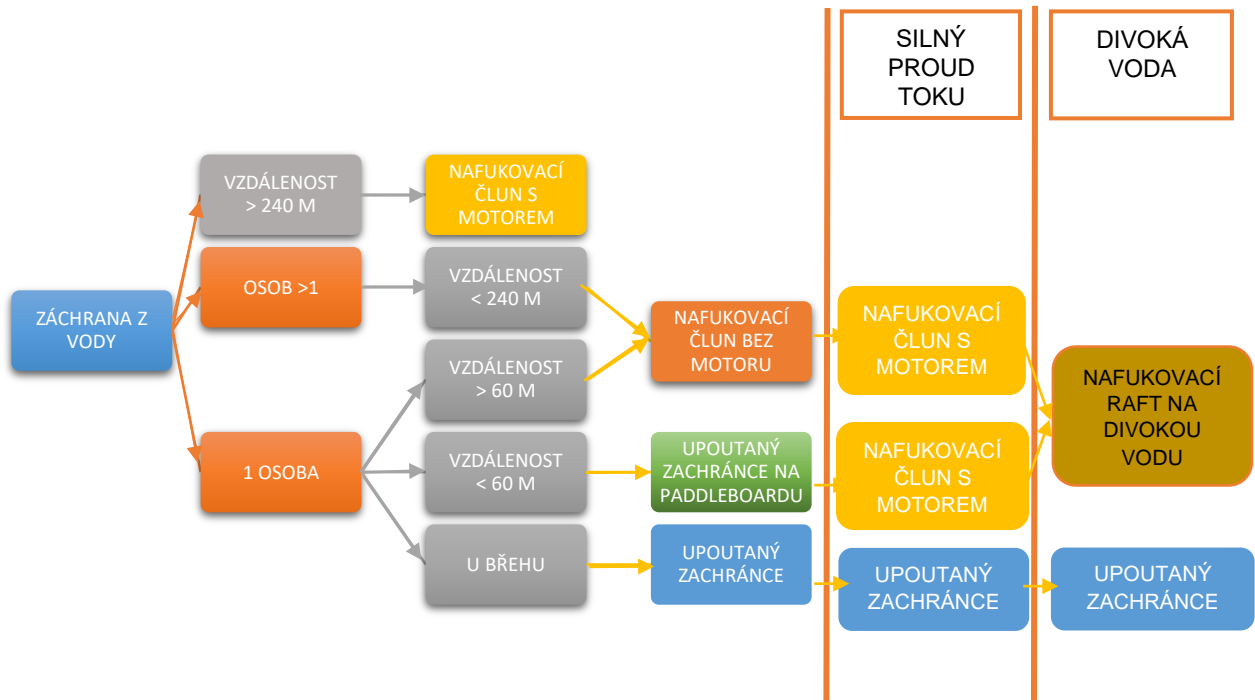 SILNÝ
PROUD
TOKU
DIVOKÁ
VODA
VZDÁLENOST
> 240 M
NAFUKOVACÍ
ČLUN S
MOTOREM
OSOB >1
VZDÁLENOST
< 240 M
ZÁCHRANA Z
VODY
NAFUKOVACÍ
ČLUN BEZ
MOTORU
NAFUKOVACÍ
ČLUN S
MOTOREM
VZDÁLENOST
> 60 M
NAFUKOVACÍ
RAFT NA
DIVOKOU
VODU
1 OSOBA
VZDÁLENOST
< 60 M
UPOUTANÝ
ZACHRÁNCE NA
PADDLEBOARDU
NAFUKOVACÍ
ČLUN S
MOTOREM
U BŘEHU
UPOUTANÝ
ZACHRÁNCE
UPOUTANÝ
ZACHRÁNCE
UPOUTANÝ
ZACHRÁNCE